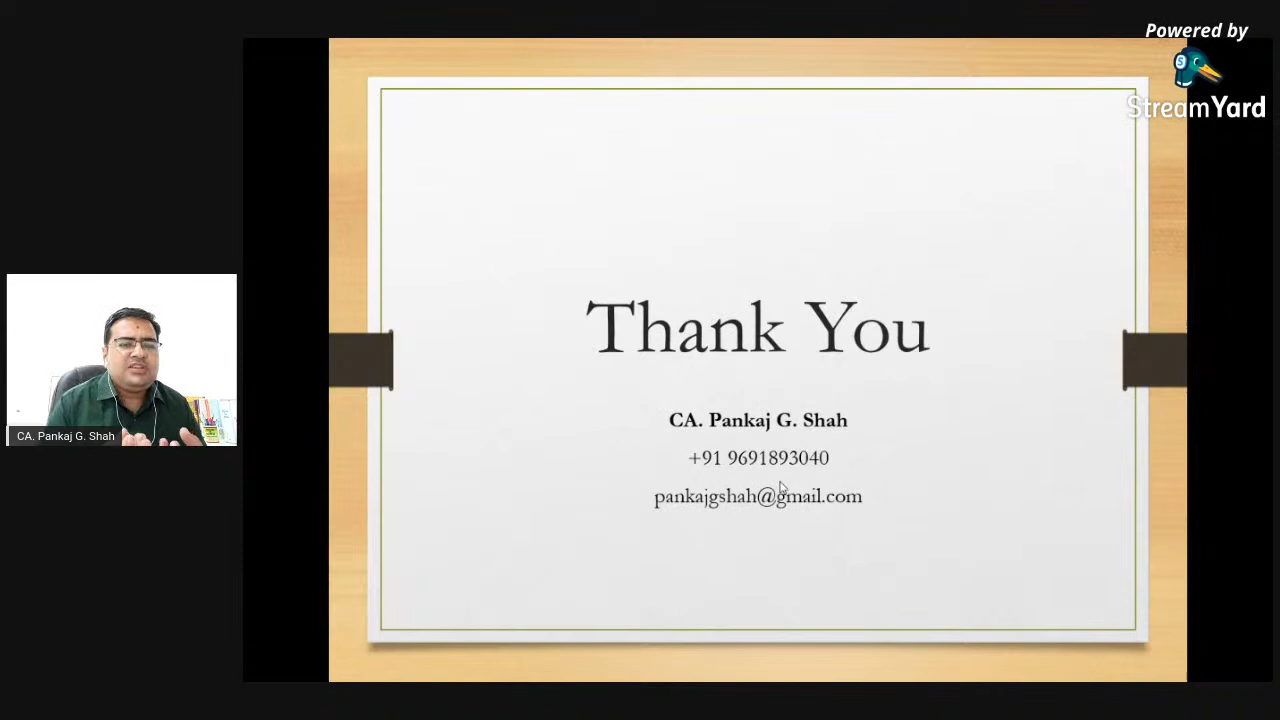 Powered by
StreamYard
Thank You
CA. Pankaj G. Shah
+91 9691893040
pankajgshah@gmail.com
CA. Pankaj G. Shah